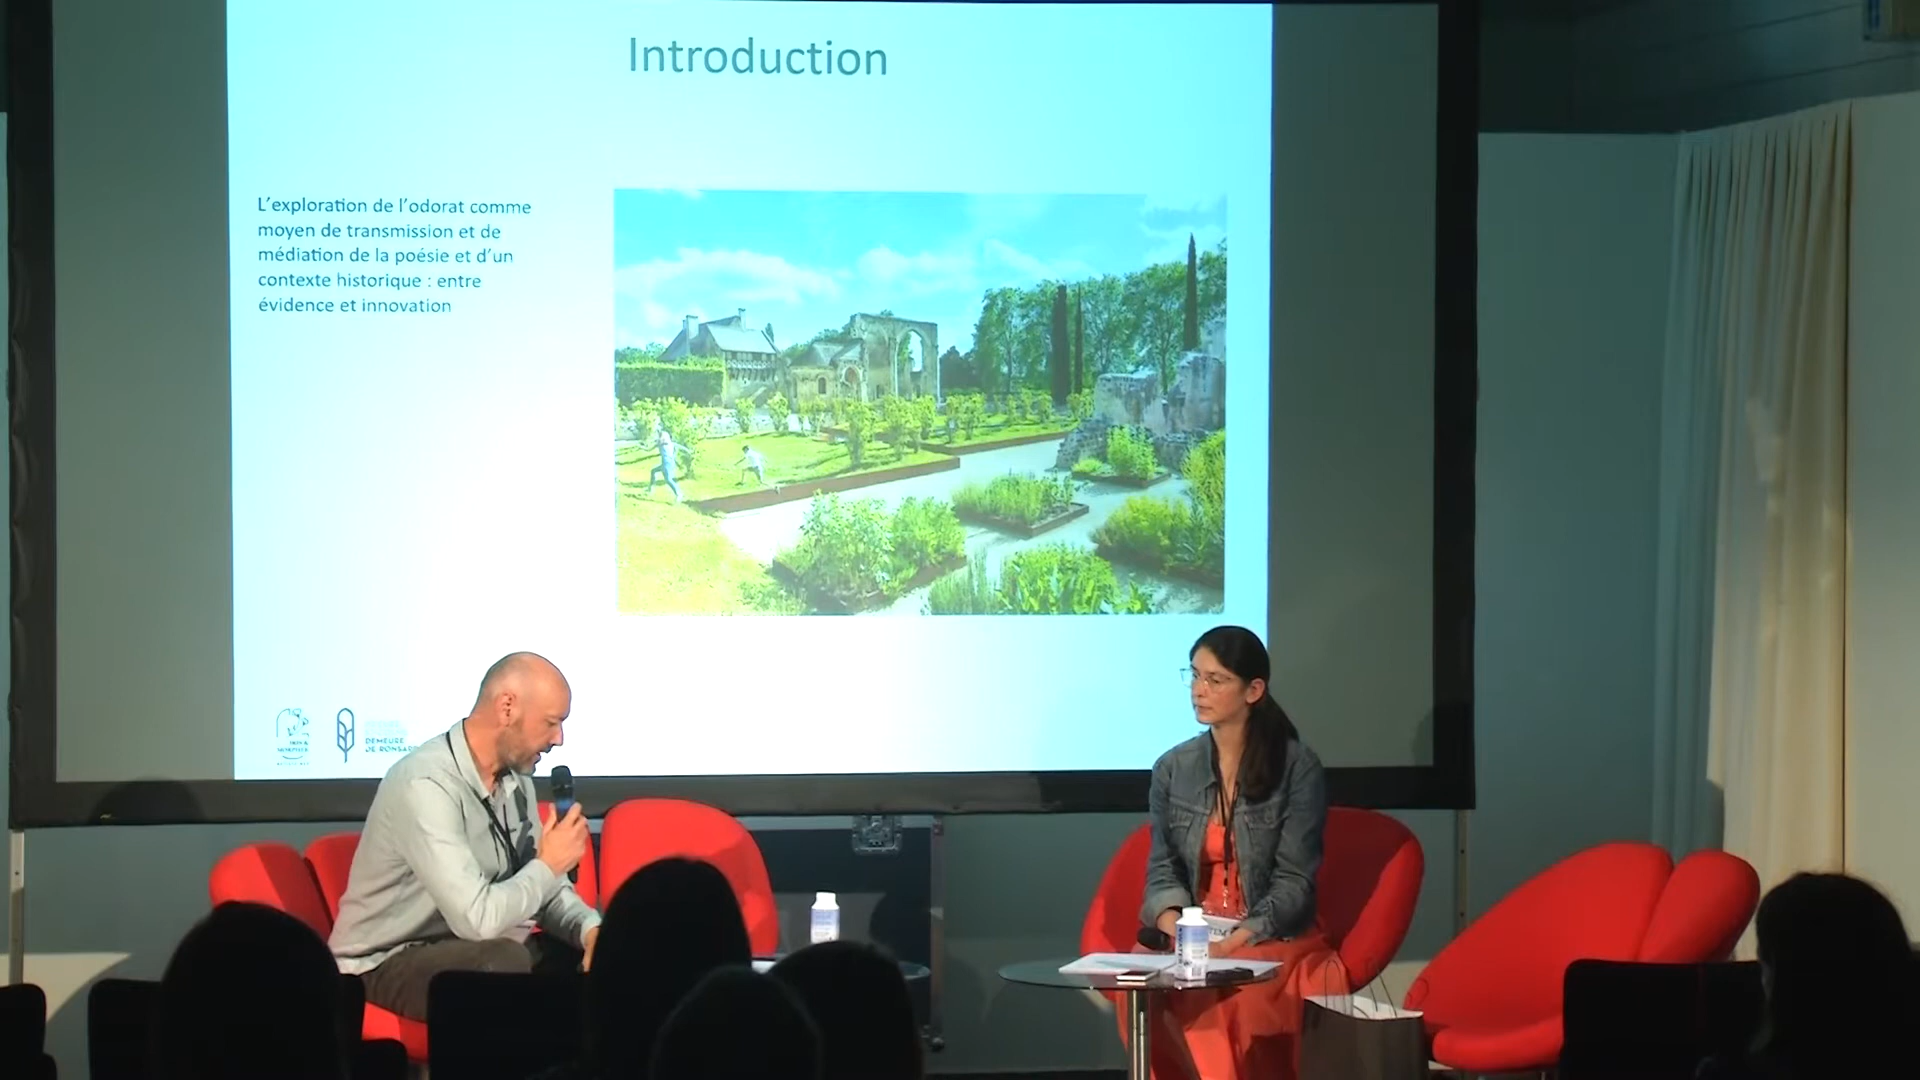 Introduction
L'exploration de l'odorat comme
moyen de transmission et de
médiation de la poésie et d'un
contexte historique : entre
évidence et innovation
DEMEURE
DE RONSARD